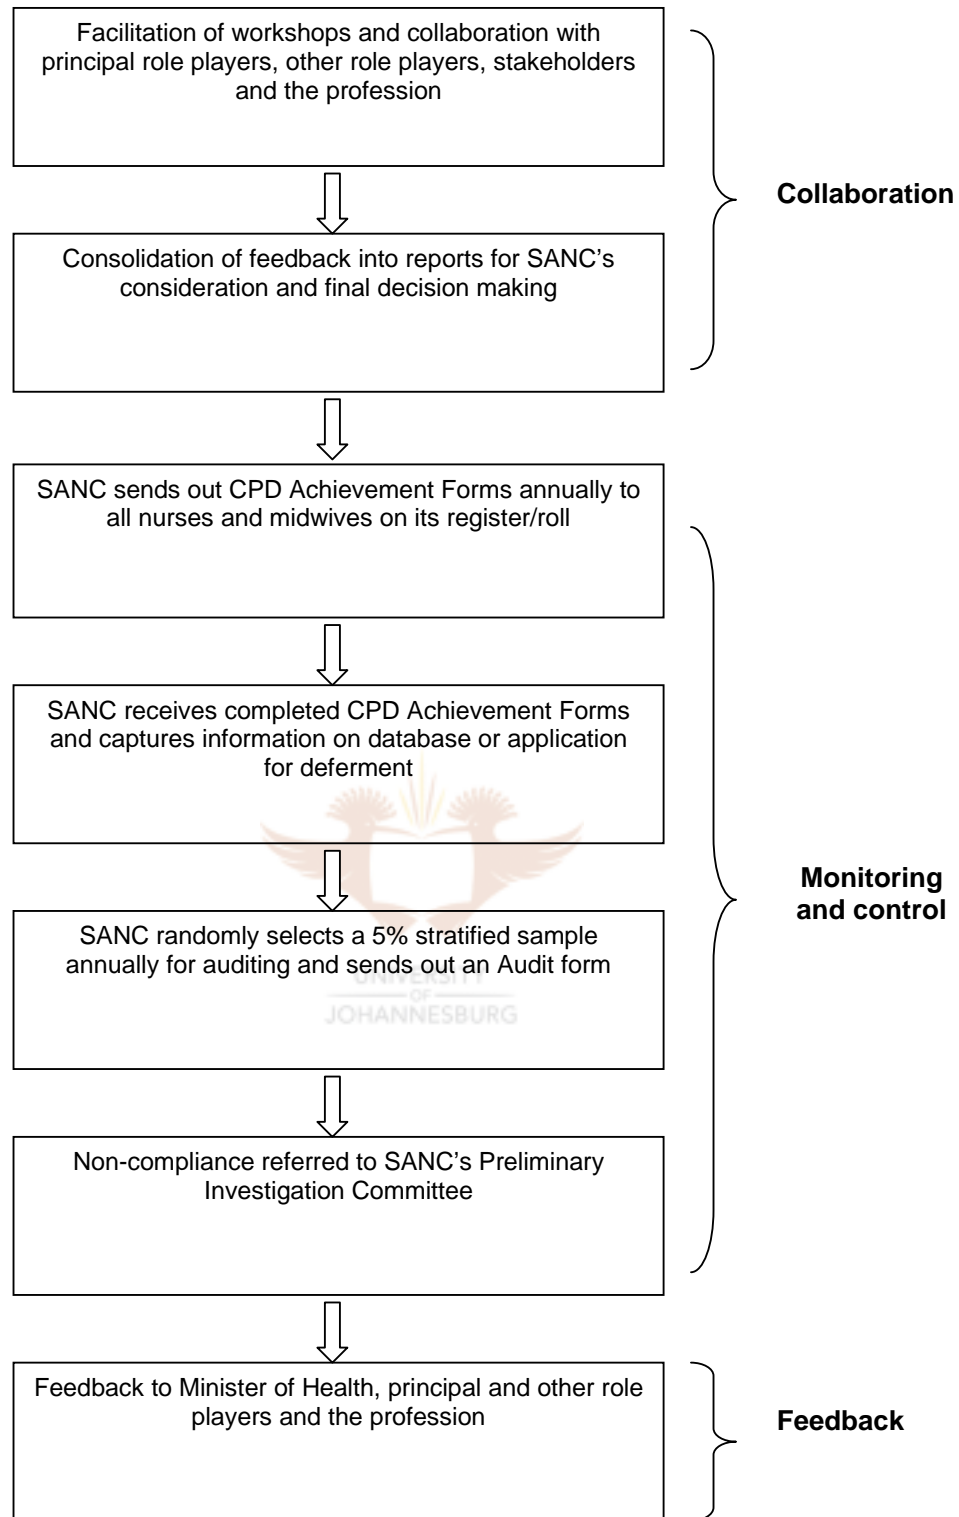 Facilitation of workshops and collaboration with
principal role players, other role players, stakeholders
and the profession
Collaboration
Consolidation of feedback into reports for SANC's
consideration and final decision making
SANC sends out CPD Achievement Forms annually to
all nurses and midwives on its register/roll
SANC receives completed CPD Achievement Forms
and captures information on database or application
for deferment
Monitoring
and control
SANC randomly selects a 5% stratified sample
annually for auditing and sends out an Audit form
UNIVERSITY
OF
JOHANNESBURG
Non-compliance referred to SANC's Preliminary
Investigation Committee
Feedback to Minister of Health, principal and other role
players and the profession
Feedback